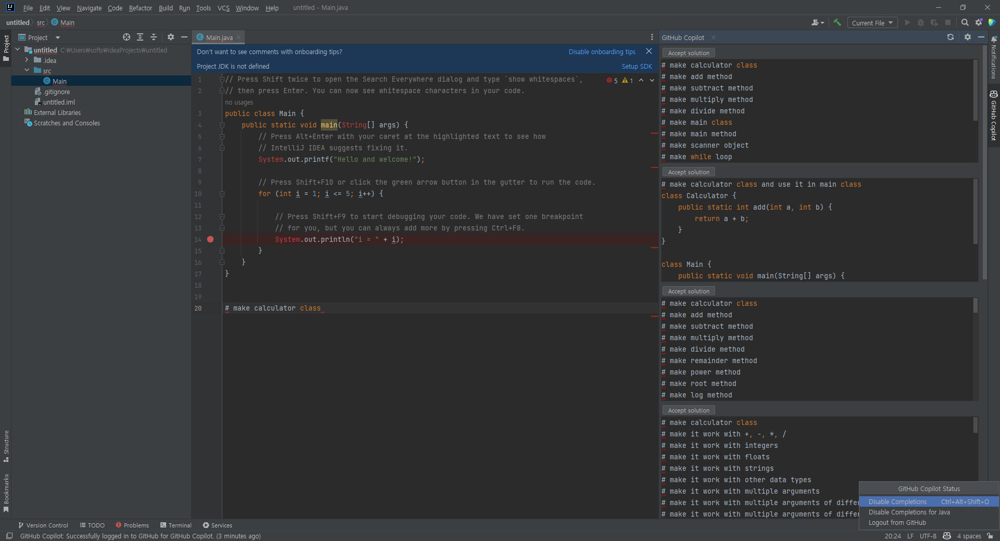 IJ File Edit View Navigate Code Refactor Build Run Tools VCS Window Help untitled - Main.java
untitled src C Main
Current File
Project
untitled C:₩Users₩softs₩IdeaProjects₩untitled
.idea
src
C Main
.gitignore
untitled.iml
External Libraries
Scratches and Consoles
Project
Structure
Bookmarks
C Main.java
Don't want to see comments with onboarding tips? Disable onboarding tips
Project JDK is not defined Setup SDK
5 1
1 // Press Shift twice to open the Search Everywhere dialog and type `show whitespaces`,
2 // then press Enter. You can now see whitespace characters in your code.
no usages
3 public class Main {
4 public static void main(String[] args) {
5 // Press Alt+Enter with your caret at the highlighted text to see how
6 // IntelliJ IDEA suggests fixing it.
7 System.out.printf("Hello and welcome!");
8
9 // Press Shift+F10 or click the green arrow button in the gutter to run the code.
10 for (int i = 1; i <= 5; i++) {
11
12 // Press Shift+F9 to start debugging your code. We have set one breakpoint
13 // for you, but you can always add more by pressing Ctrl+F8.
14 System.out.println("i = " + i);
15 }
16 }
17 }
18
19
20 # make calculator class
GitHub Copilot
Accept solution
# make calculator class
# make add method
# make subtract method
# make multiply method
# make divide method
# make main class
# make main method
# make scanner object
# make while loop
Accept solution
# make calculator class and use it in main class
class Calculator {
public static int add(int a, int b) {
return a + b;
}
}
class Main {
public static void main(String[] args) {
Accept solution
# make calculator class
# make add method
# make subtract method
# make multiply method
# make divide method
# make remainder method
# make power method
# make root method
# make log method
Accept solution
# make calculator class
# make it work with +, -, *, /
# make it work with integers
# make it work with floats
# make it work with strings
# make it work with other data types
# make it work with multiple arguments
# make it work with multiple arguments of differ
# make it work with multiple arguments of differ
Notifications
GitHub Copilot
GitHub Copilot Status
Disable Completions Ctrl+Alt+Shift+O
Disable Completions for Java
Logout from GitHub
Version Control TODO Problems Terminal Services
GitHub Copilot: Successfully logged in to GitHub for GitHub Copilot. (3 minutes ago) 20:24 LF UTF-8 4 spaces